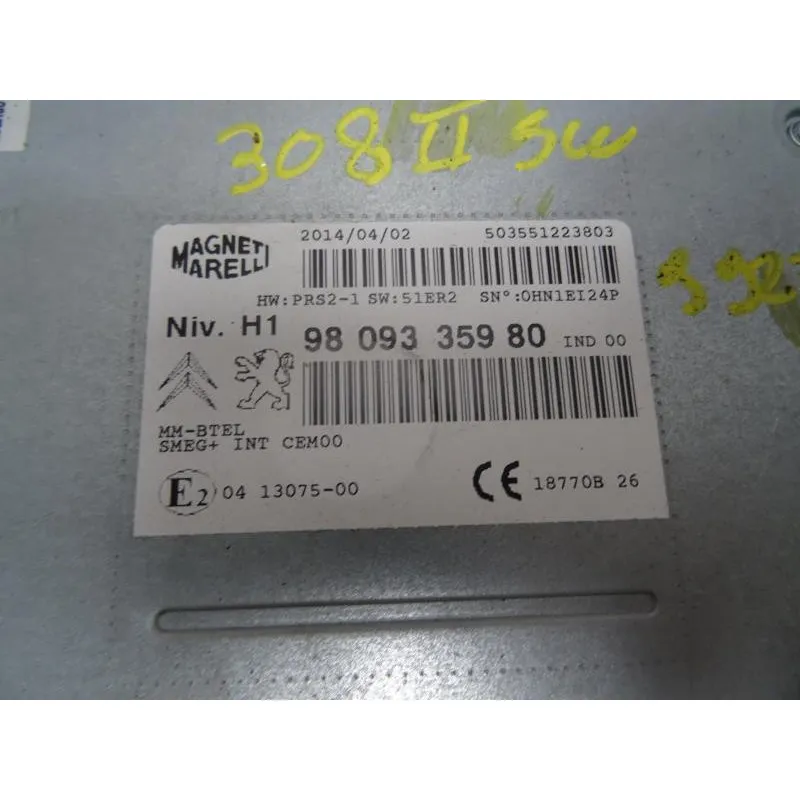 308 II SW
MAGNETI
MARELLI
2014/04/02 503551223803
HW:PRS2-1 SW:51ER2 SN°:OHN1EI24P
Niv. H1
98 093 359 80 IND 00
MM-BTEL
SMEG+ INT CEM00
E2 04 13075-00
CE 18770B 26